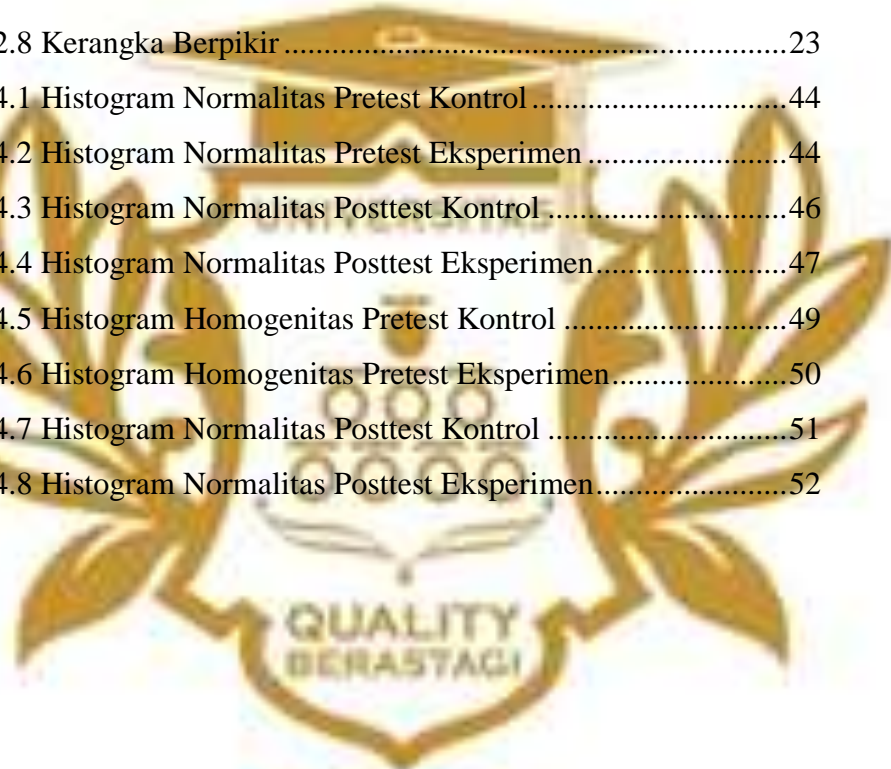 2.8 Kerangka Berpikir.......................................................23
4.1 Histogram Normalitas Pretest Kontrol............................44
4.2 Histogram Normalitas Pretest Eksperimen......................44
UNIVERSITAS
4.3 Histogram Normalitas Posttest Kontrol..........................46
4.4 Histogram Normalitas Posttest Eksperimen.....................47
4.5 Histogram Homogenitas Pretest Kontrol........................49
4.6 Histogram Homogenitas Pretest Eksperimen...................50
4.7 Histogram Normalitas Posttest Kontrol..........................51
4.8 Histogram Normalitas Posttest Eksperimen.....................52
QUALITY
BERASTAGI